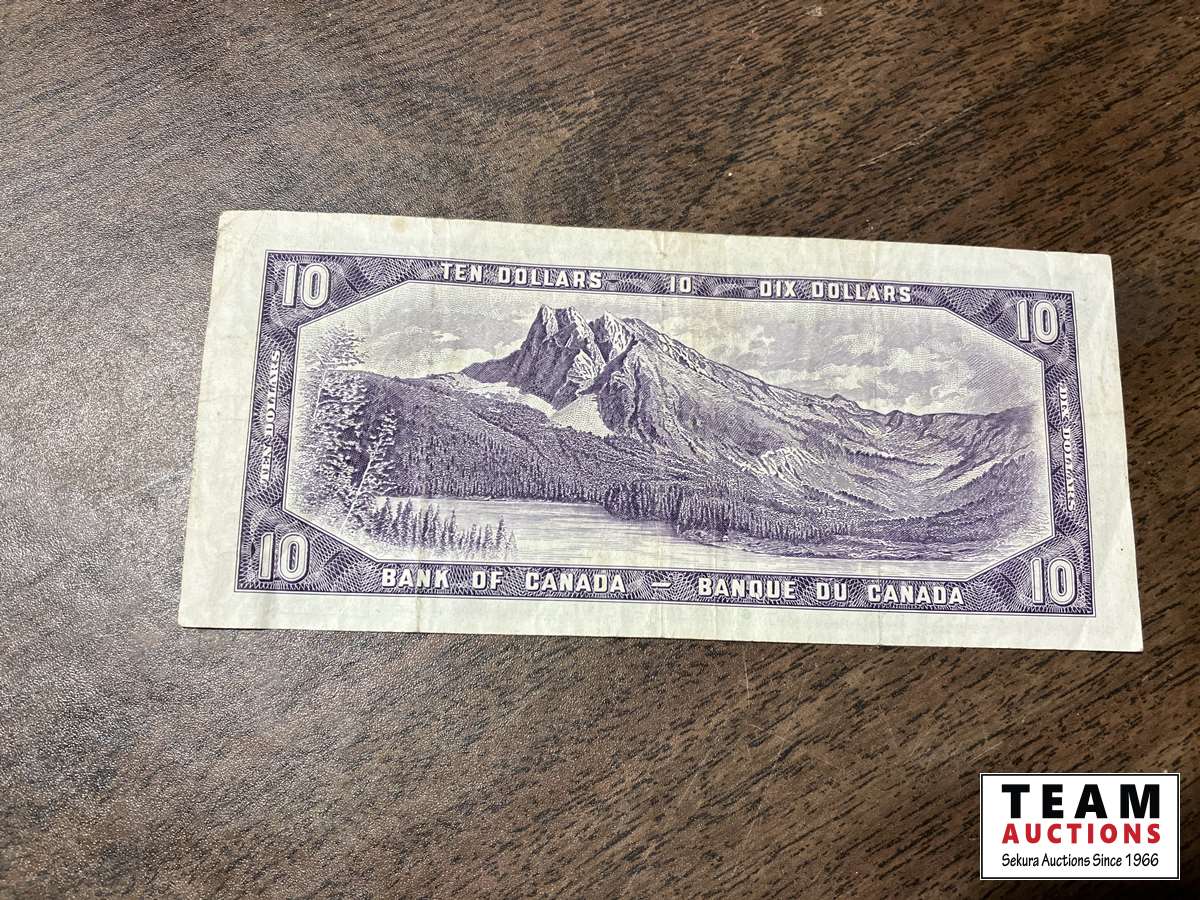 10 TEN DOLLARS 10 DIX DOLLARS 10
TEN DOLLARS
TEN DOLLARS
10 BANK OF CANADA — BANQUE DU CANADA 10
TEAM
AUCTIONS
Sekura Auctions Since 1966